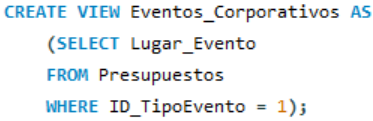 CREATE VIEW Eventos_Corporativos AS
(SELECT Lugar_Evento
FROM Presupuestos
WHERE ID_TipoEvento = 1);